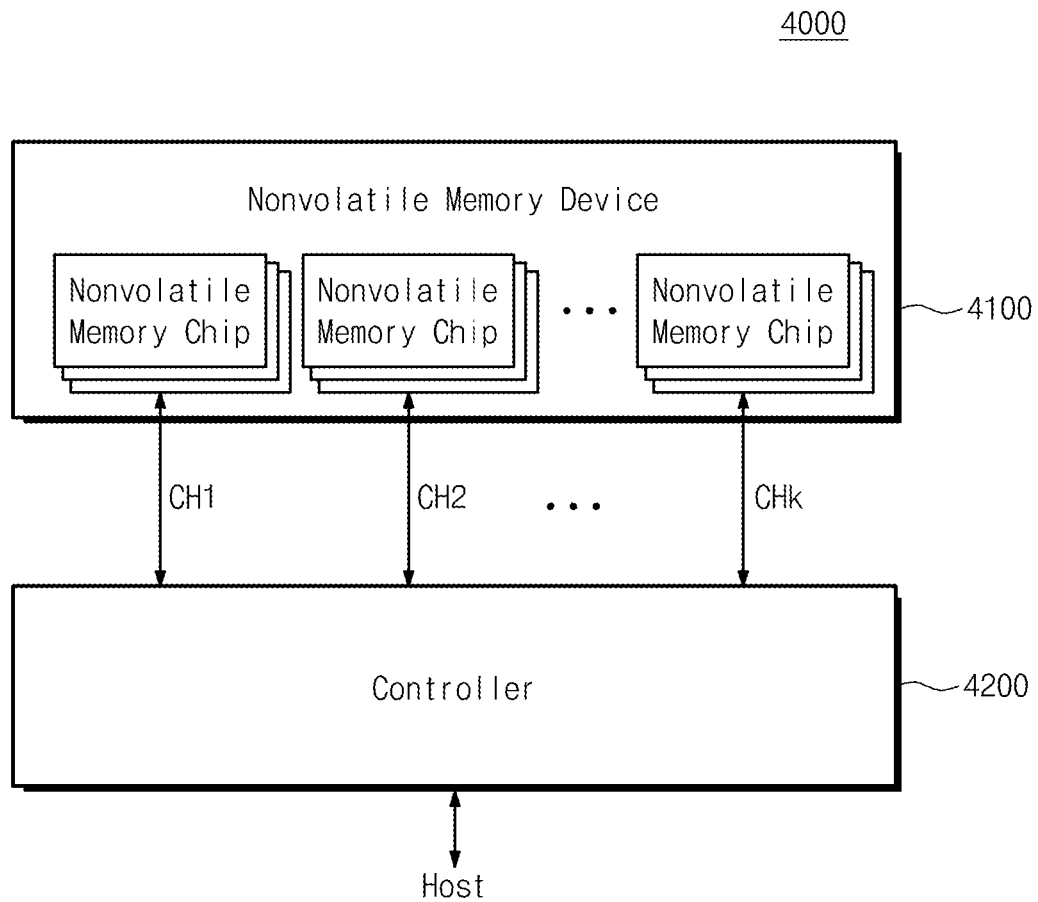 4000
Nonvolatile Memory Device
Nonvolatile
Memory Chip
Nonvolatile
Memory Chip
...
Nonvolatile
Memory Chip
4100
CH1
CH2
...
CHk
Controller
4200
Host